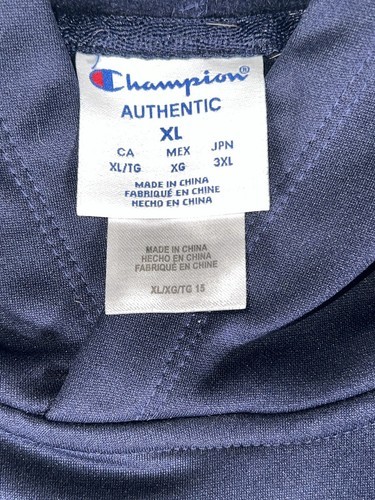 Champion®
AUTHENTIC
XL
CA MEX JPN
XL/TG XG 3XL
MADE IN CHINA
FABRIQUÉ EN CHINE
HECHO EN CHINA
MADE IN CHINA
HECHO EN CHINA
FABRIQUÉ EN CHINE
XL/XG/TG 15